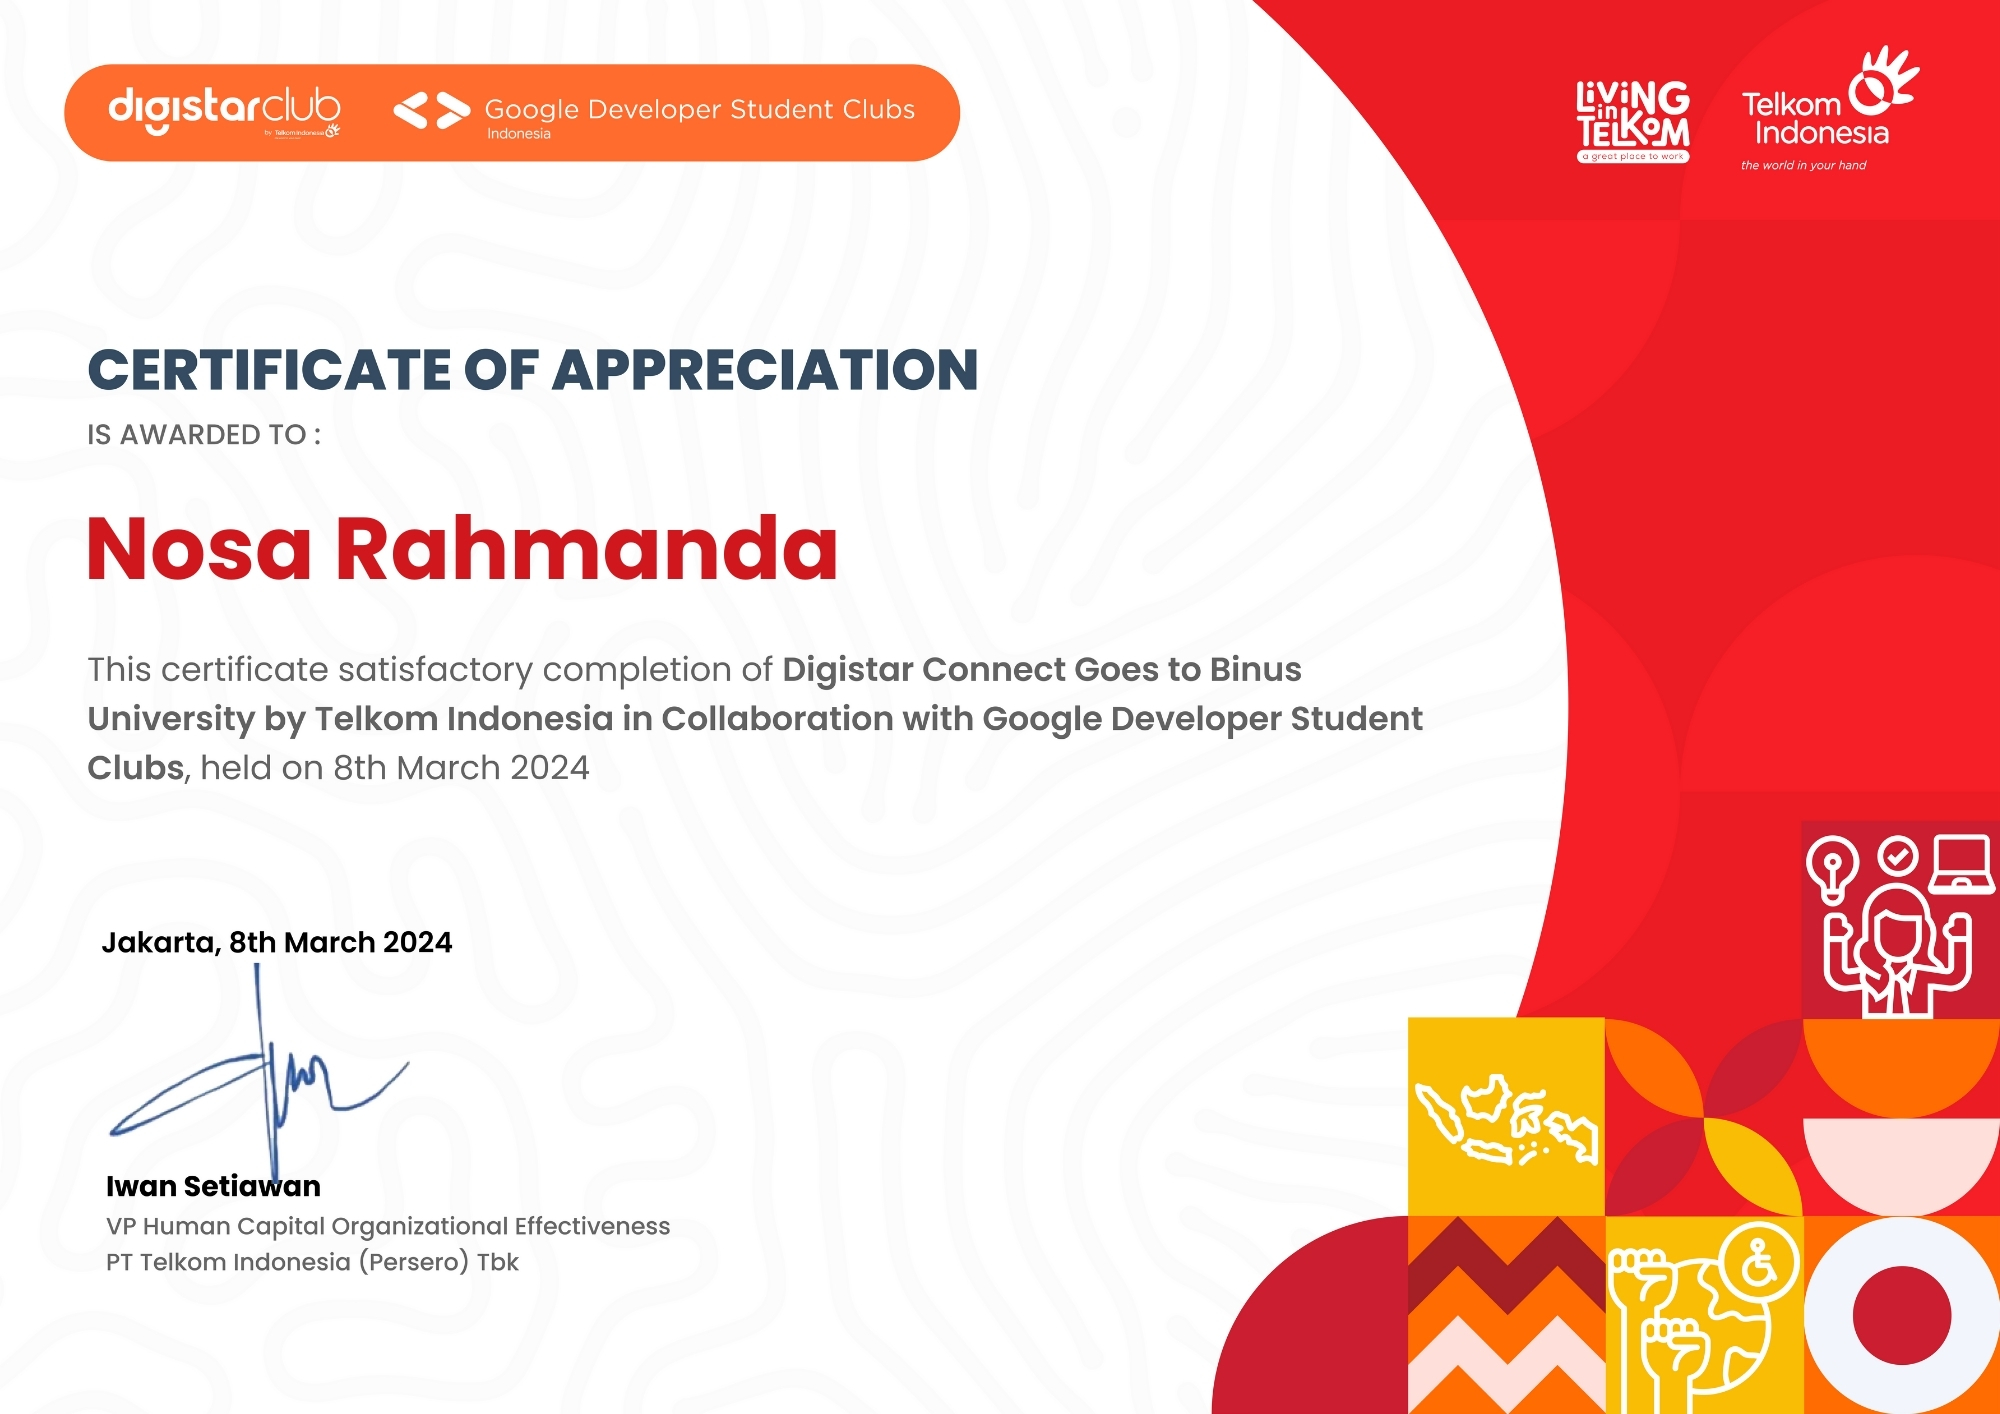 digistarclub
by Telkom Indonesia
Google Developer Student Clubs
Indonesia
LiViNG
in
TELKOM
a great place to work
Telkom
Indonesia
the world in your hand
CERTIFICATE OF APPRECIATION
IS AWARDED TO :
Nosa Rahmanda
This certificate satisfactory completion of Digistar Connect Goes to Binus
University by Telkom Indonesia in Collaboration with Google Developer Student
Clubs, held on 8th March 2024
Jakarta, 8th March 2024
Iwan Setiawan
VP Human Capital Organizational Effectiveness
PT Telkom Indonesia (Persero) Tbk